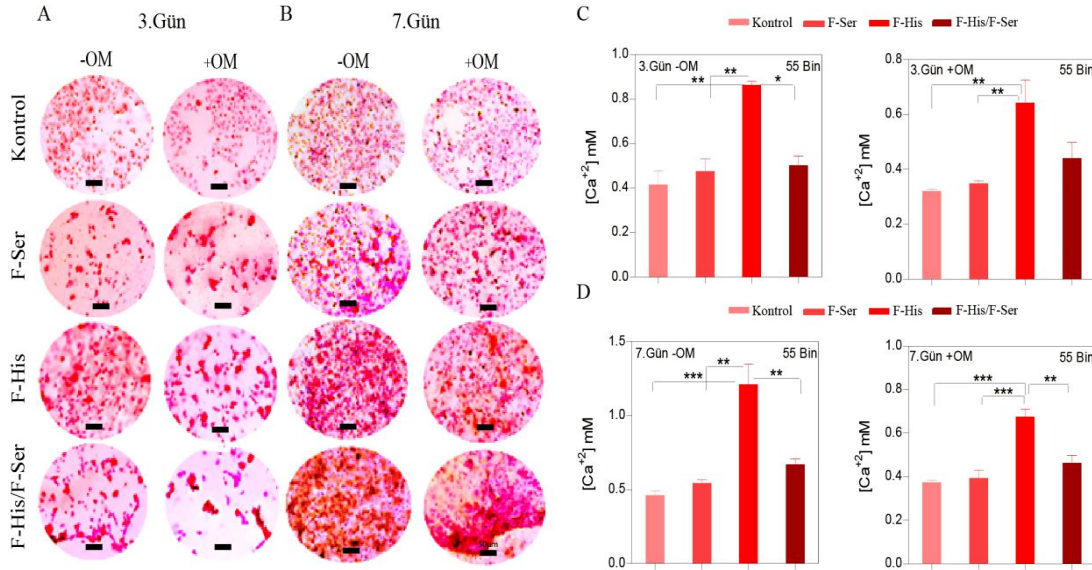 A
3.Gün
-OM
+OM
B
7.Gün
-OM
+OM
Kontrol
F-Ser
F-His
F-His/F-Ser
C
Kontrol F-Ser F-His F-His/F-Ser
[Ca+2] mM
1.0
0.8
0.6
0.4
0.2
0.0
3.Gün -OM 55 Bin
** ** *
[Ca+2] mM
0.8
0.6
0.4
0.2
0.0
3.Gün +OM 55 Bin
**
**
D
Kontrol F-Ser F-His F-His/F-Ser
[Ca+2] mM
1.5
1.0
0.5
0.0
7.Gün -OM 55 Bin
**
*** **
[Ca+2] mM
0.8
0.6
0.4
0.2
0.0
7.Gün +OM 55 Bin
*** **
***